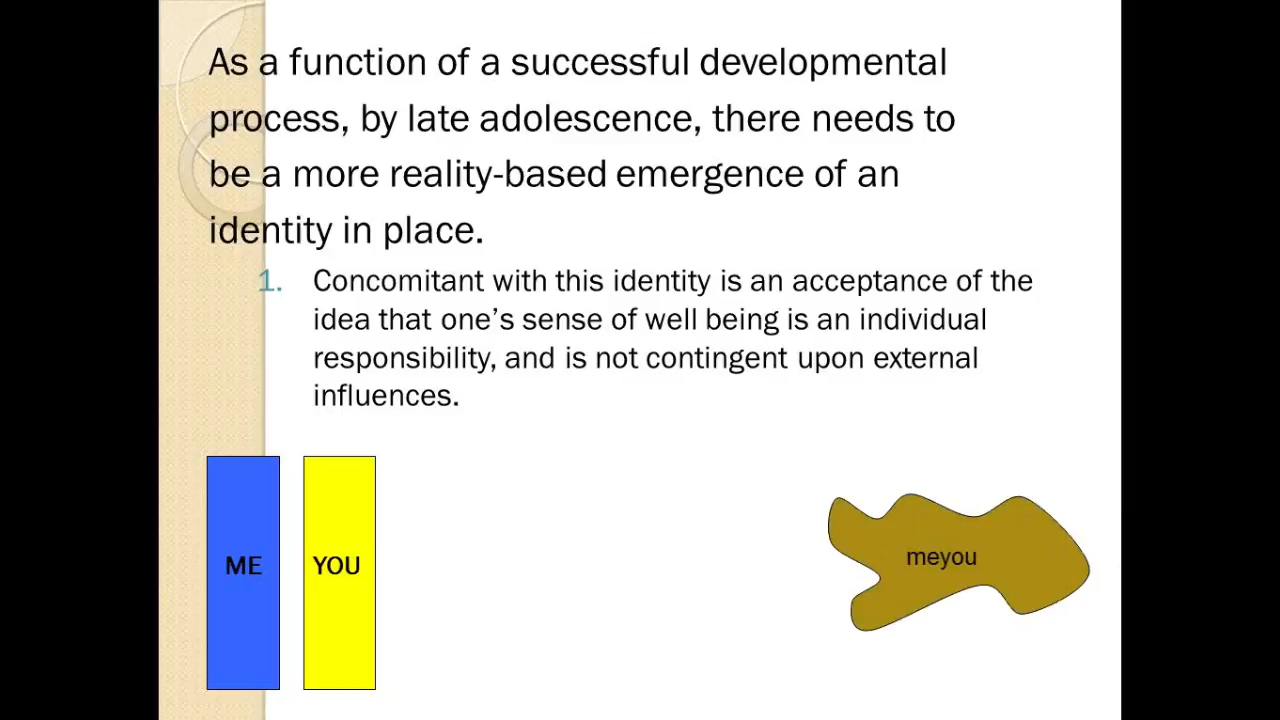 As a function of a successful developmental
process, by late adolescence, there needs to
be a more reality-based emergence of an
identity in place.
1. Concomitant with this identity is an acceptance of the
idea that one's sense of well being is an individual
responsibility, and is not contingent upon external
influences.
ME YOU
meyou